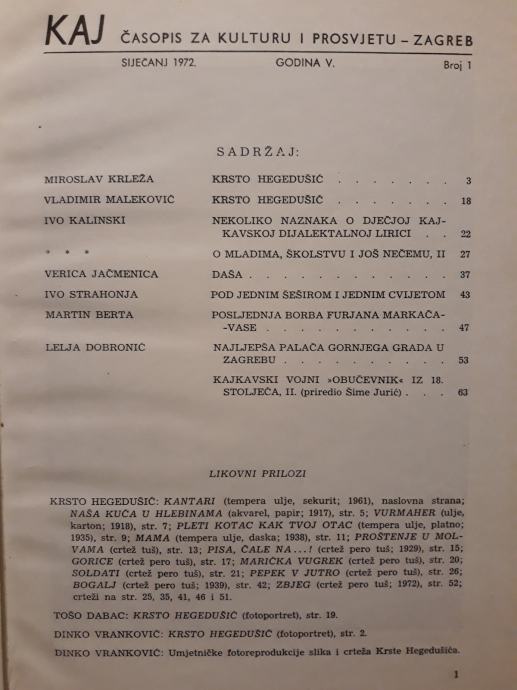 KAJ ČASOPIS ZA KULTURU I PROSVJETU – ZAGREB
SIJEČANJ 1972. GODINA V. Broj 1
SADRŽAJ:
MIROSLAV KRLEŽA KRSTO HEGEDUŠIĆ . . . . . . . 3
VLADIMIR MALEKOVIĆ KRSTO HEGEDUŠIĆ . . . . . . . 18
IVO KALINSKI NEKOLIKO NAZNAKA O DJEČJOJ KAJ-
KAVSKOJ DIJALEKTALNOJ LIRICI . . 22
* * * O MLADIMA, ŠKOLSTVU I JOŠ NEČEMU, II 27
VERICA JAČMENICA DAŠA . . . . . . . . . . . 37
IVO STRAHONJA POD JEDNIM ŠEŠIROM I JEDNIM CVIJETOM 43
MARTIN BERTA POSLJEDNJA BORBA FURJANA MARKAČA-
-VASE . . . . . . . . . . . 47
LELJA DOBRONIĆ NAJLJEPŠA PALAČA GORNJEGA GRADA U
ZAGREBU . . . . . . . . . . 53
KAJKAVSKI VOJNI »OBUČEVNIK« IZ 18.
STOLJEĆA, II. (priredio Šime Jurić) . . . 63
LIKOVNI PRILOZI
KRSTO HEGEDUŠIĆ: KANTARI (tempera ulje, sekurit; 1961), naslovna strana;
NAŠA KUĆA U HLEBINAMA (akvarel, papir; 1917), str. 5; VURMAHER (ulje,
karton; 1918), str. 7; PLETI KOTAC KAK TVOJ OTAC (tempera ulje, platno;
1935), str. 9; MAMA (tempera ulje, daska; 1938), str. 11; PROŠTENJE U MOL-
VAMA (crtež tuš), str. 13; PISA, ČALE NA...! (crtež pero tuš; 1929), str. 15;
GORICE (crtež pero tuš), str. 17; MARIČKA VUGREK (crtež pero tuš), str. 20;
SOLDATI (crtež pero tuš), str. 21; PEPEK V JUTRO (crtež pero tuš), str. 26;
BOGALJ (crtež pero tuš; 1939), str. 42; ZBJEG (crtež pero tuš; 1972), str. 52;
crteži na str. 25, 35, 41, 46 i 51.
TOŠO DABAC: KRSTO HEGEDUŠIĆ (fotoportret), str. 19.
DINKO VRANKOVIĆ: KRSTO HEGEDUŠIĆ (fotoportret), str. 2.
DINKO VRANKOVIĆ: Umjetničke fotoreprodukcije slika i crteža Krste Hegedušića.
1